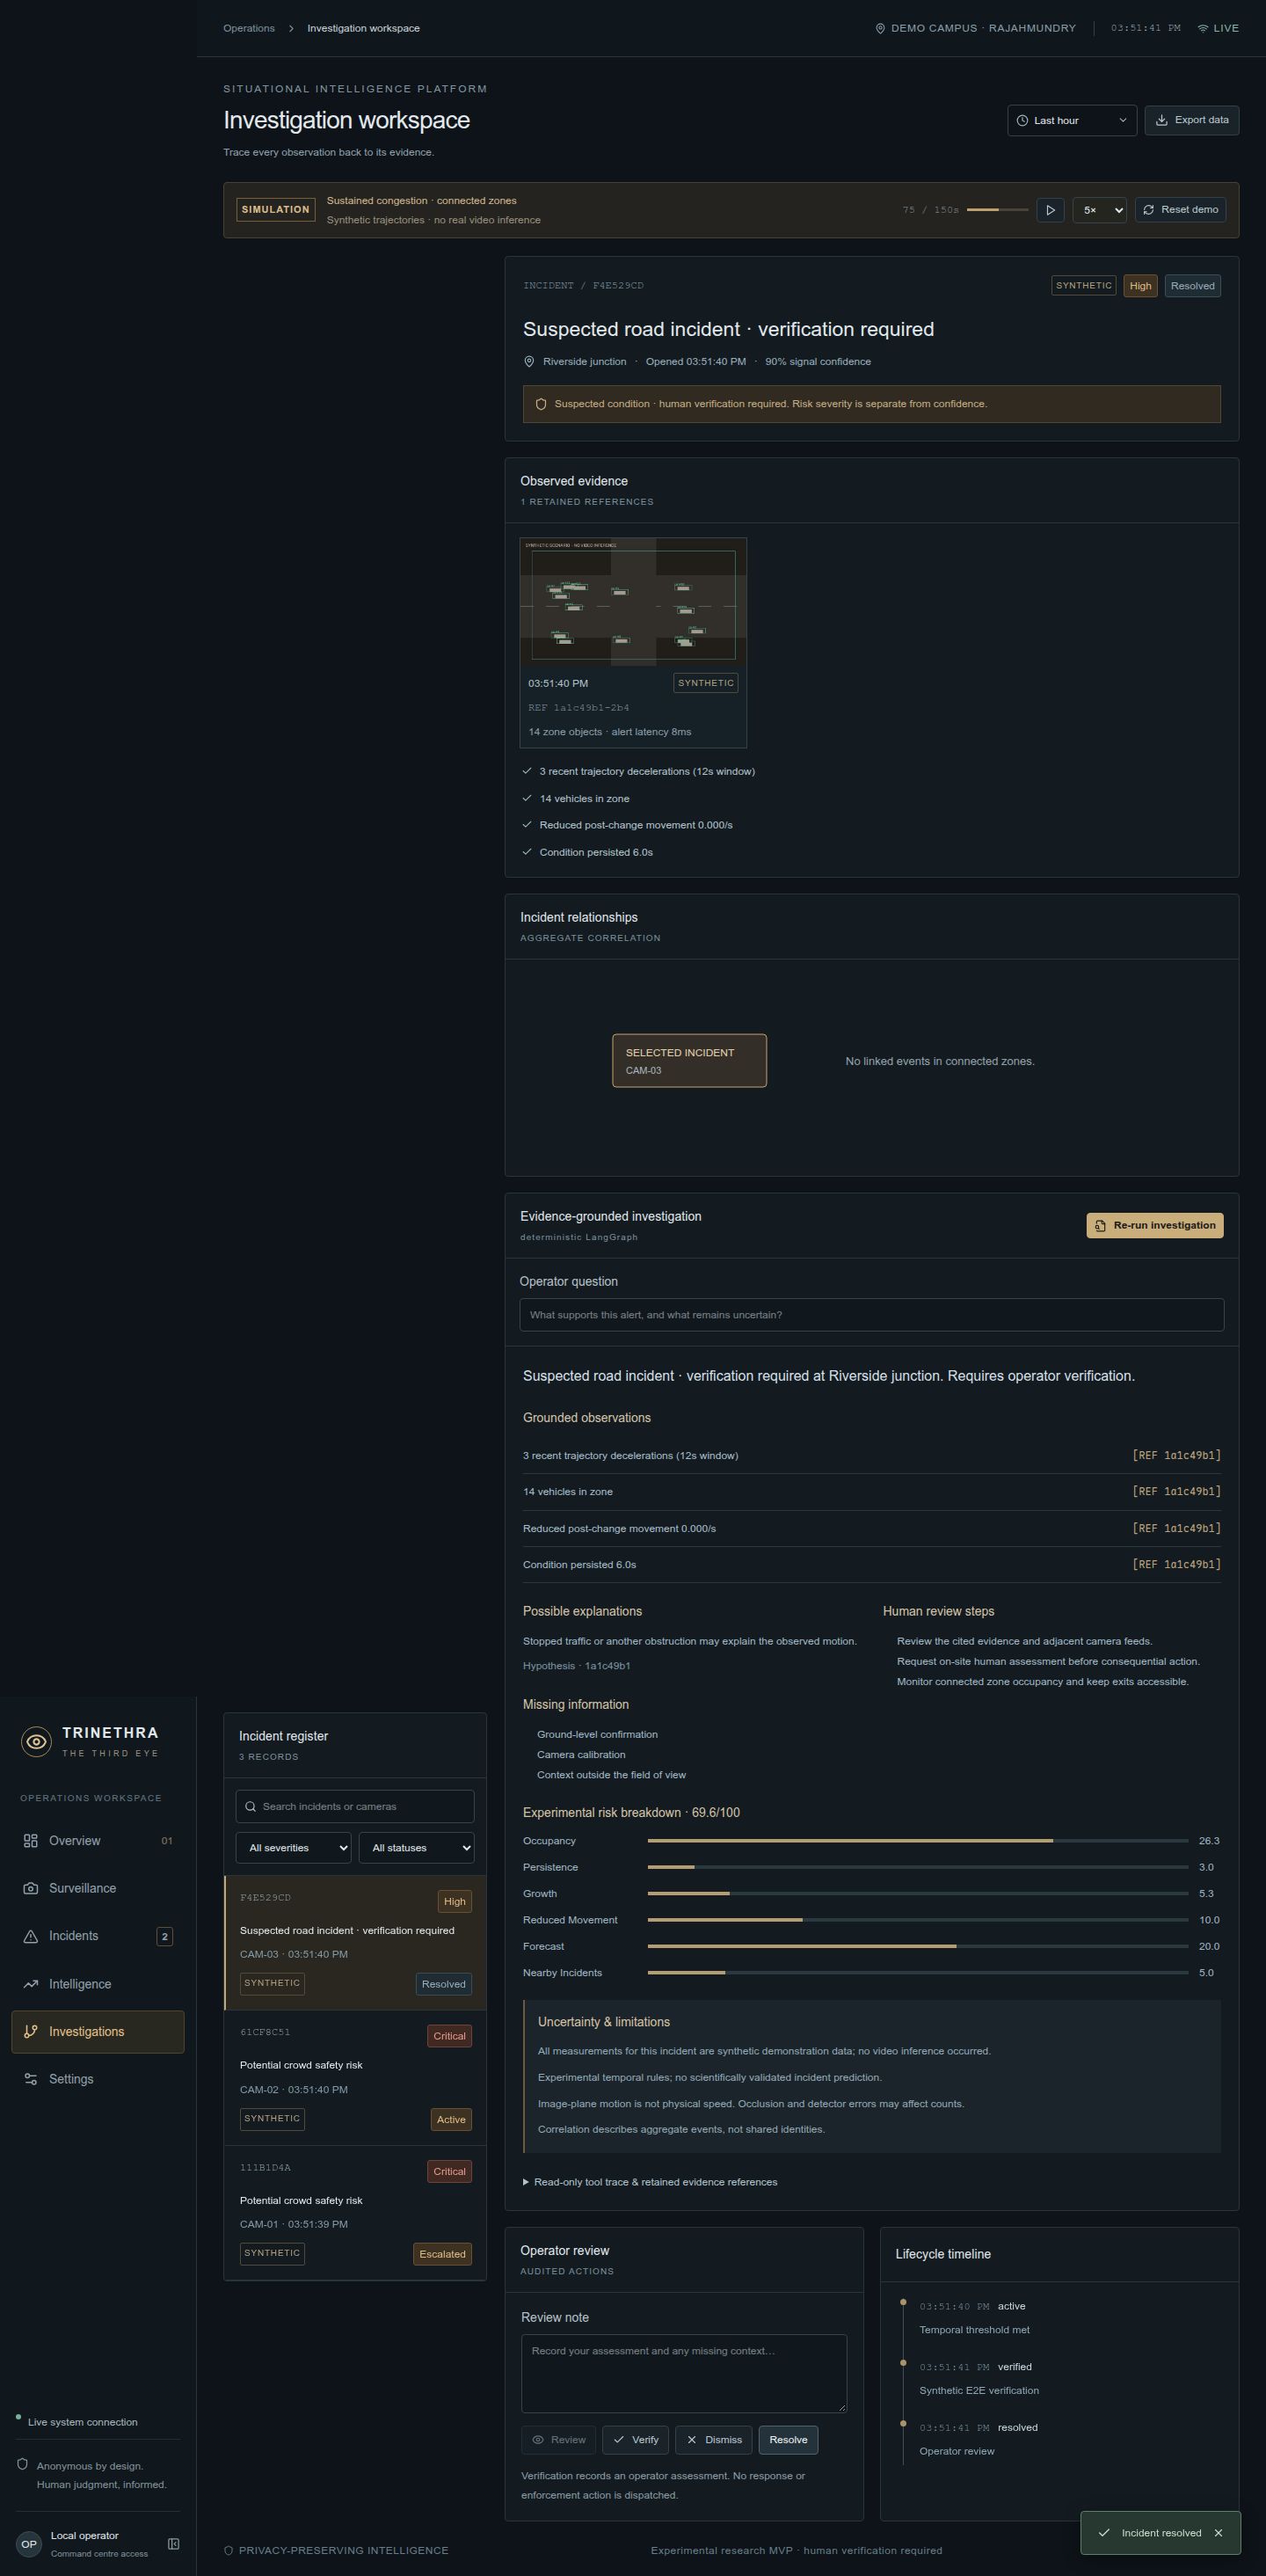 Operations
Investigation workspace
DEMO CAMPUS · RAJAHMUNDRY
03:51:41 PM
LIVE
SITUATIONAL INTELLIGENCE PLATFORM
Investigation workspace
Trace every observation back to its evidence.
Last hour
Export data
SIMULATION
Sustained congestion · connected zones
Synthetic trajectories · no real video inference
75 / 150s
5×
Reset demo
INCIDENT / F4E529CD
SYNTHETIC
High
Resolved
Suspected road incident · verification required
Riverside junction · Opened 03:51:40 PM · 90% signal confidence
Suspected condition · human verification required. Risk severity is separate from confidence.
Observed evidence
1 RETAINED REFERENCES
SYNTHETIC SCENARIO · NO VIDEO INFERENCE
03:51:40 PM
SYNTHETIC
REF 1a1c49b1-2b4
14 zone objects · alert latency 8ms
3 recent trajectory decelerations (12s window)
14 vehicles in zone
Reduced post-change movement 0.000/s
Condition persisted 6.0s
Incident relationships
AGGREGATE CORRELATION
SELECTED INCIDENT
CAM-03
No linked events in connected zones.
Evidence-grounded investigation
deterministic LangGraph
Re-run investigation
Operator question
What supports this alert, and what remains uncertain?
Suspected road incident · verification required at Riverside junction. Requires operator verification.
Grounded observations
3 recent trajectory decelerations (12s window)
[REF 1a1c49b1]
14 vehicles in zone
[REF 1a1c49b1]
Reduced post-change movement 0.000/s
[REF 1a1c49b1]
Condition persisted 6.0s
[REF 1a1c49b1]
Possible explanations
Stopped traffic or another obstruction may explain the observed motion.
Hypothesis · 1a1c49b1
Human review steps
Review the cited evidence and adjacent camera feeds.
Request on-site human assessment before consequential action.
Monitor connected zone occupancy and keep exits accessible.
Missing information
Ground-level confirmation
Camera calibration
Context outside the field of view
Experimental risk breakdown · 69.6/100
Occupancy
26.3
Persistence
3.0
Growth
5.3
Reduced Movement
10.0
Forecast
20.0
Nearby Incidents
5.0
Uncertainty & limitations
All measurements for this incident are synthetic demonstration data; no video inference occurred.
Experimental temporal rules; no scientifically validated incident prediction.
Image-plane motion is not physical speed. Occlusion and detector errors may affect counts.
Correlation describes aggregate events, not shared identities.
Read-only tool trace & retained evidence references
Operator review
AUDITED ACTIONS
Review note
Record your assessment and any missing context…
Review
Verify
Dismiss
Resolve
Verification records an operator assessment. No response or
enforcement action is dispatched.
Lifecycle timeline
03:51:40 PM active
Temporal threshold met
03:51:41 PM verified
Synthetic E2E verification
03:51:41 PM resolved
Operator review
TRINETHRA
THE THIRD EYE
OPERATIONS WORKSPACE
Overview
01
Surveillance
Incidents
2
Intelligence
Investigations
Settings
Live system connection
Anonymous by design.
Human judgment, informed.
OP
Local operator
Command centre access
Incident register
3 RECORDS
Search incidents or cameras
All severities
All statuses
F4E529CD
High
Suspected road incident · verification required
CAM-03 · 03:51:40 PM
SYNTHETIC
Resolved
61CF8C51
Critical
Potential crowd safety risk
CAM-02 · 03:51:40 PM
SYNTHETIC
Active
111B1D4A
Critical
Potential crowd safety risk
CAM-01 · 03:51:39 PM
SYNTHETIC
Escalated
PRIVACY-PRESERVING INTELLIGENCE
Experimental research MVP · human verification required
Incident resolved